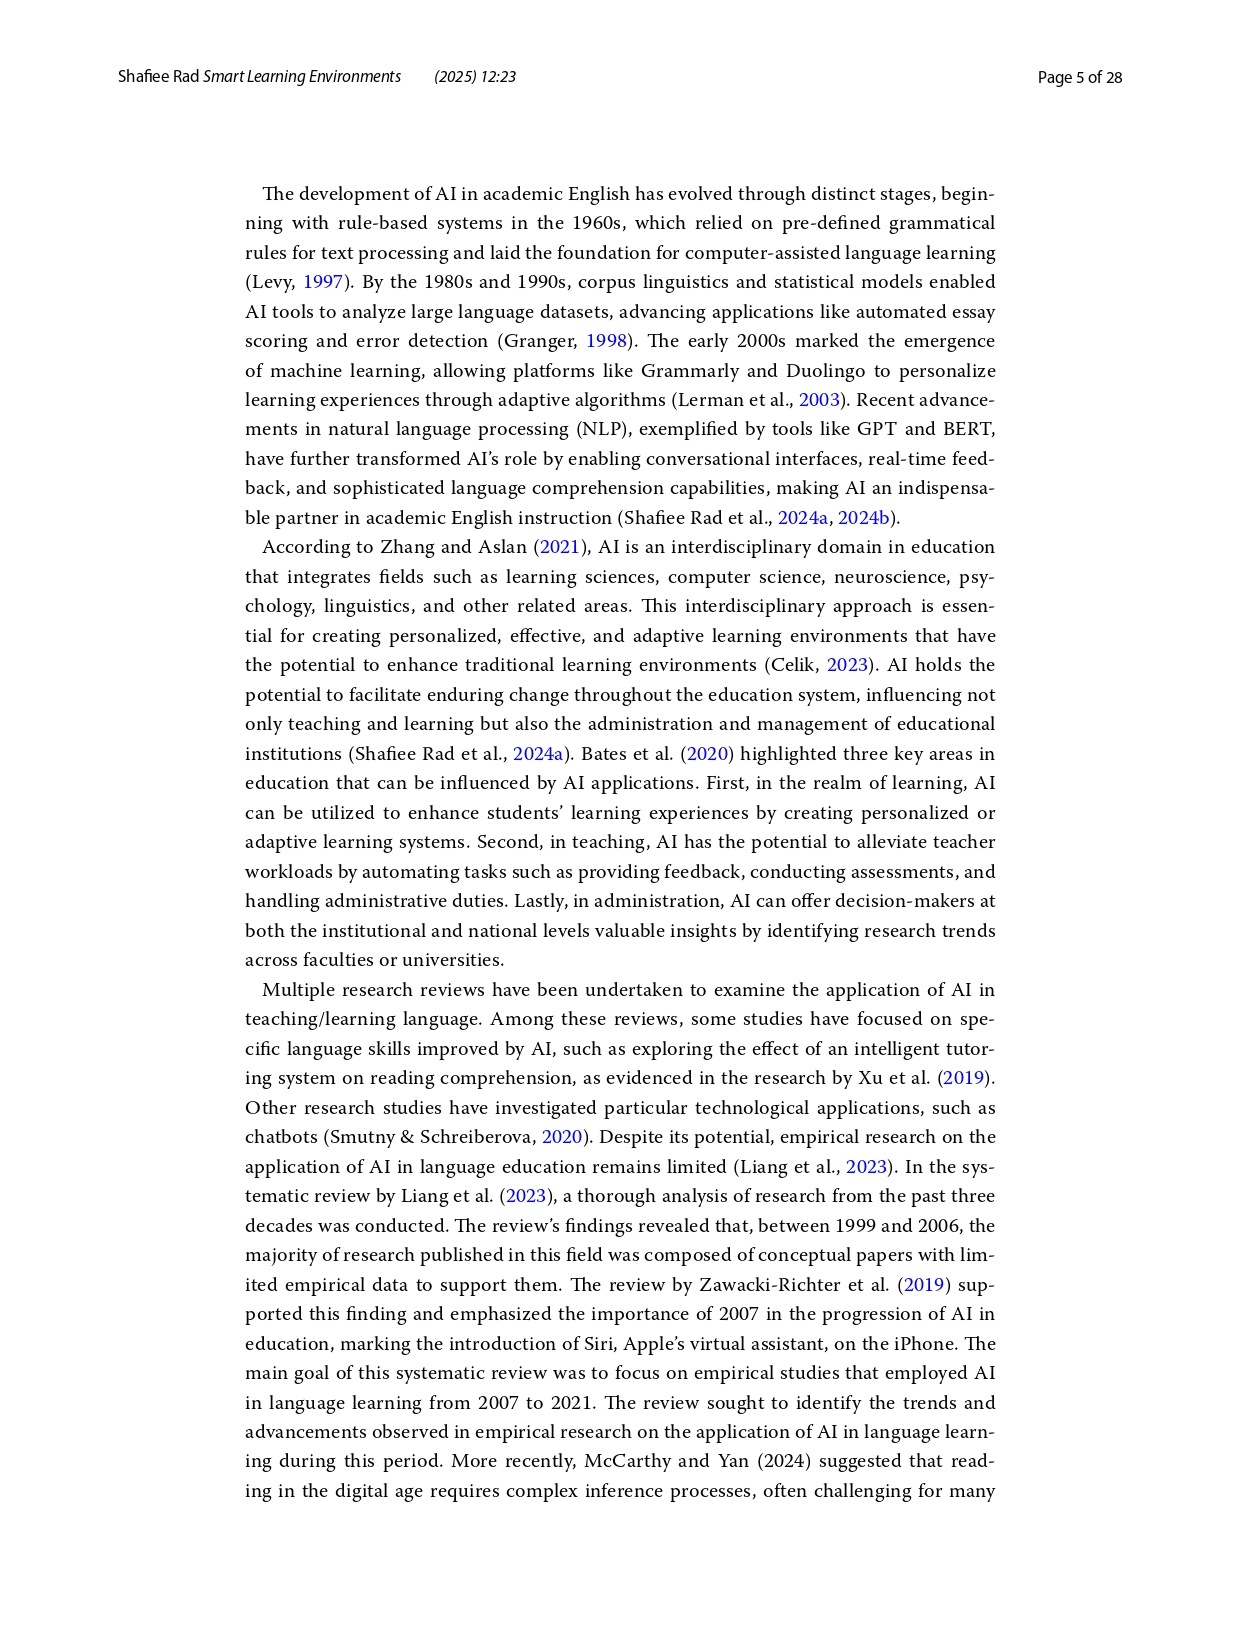 Shafiee Rad Smart Learning Environments (2025) 12:23
Page 5 of 28
The development of AI in academic English has evolved through distinct stages, begin-
ning with rule-based systems in the 1960s, which relied on pre-defined grammatical
rules for text processing and laid the foundation for computer-assisted language learning
(Levy, 1997). By the 1980s and 1990s, corpus linguistics and statistical models enabled
AI tools to analyze large language datasets, advancing applications like automated essay
scoring and error detection (Granger, 1998). The early 2000s marked the emergence
of machine learning, allowing platforms like Grammarly and Duolingo to personalize
learning experiences through adaptive algorithms (Lerman et al., 2003). Recent advance-
ments in natural language processing (NLP), exemplified by tools like GPT and BERT,
have further transformed AI’s role by enabling conversational interfaces, real-time feed-
back, and sophisticated language comprehension capabilities, making AI an indispensa-
ble partner in academic English instruction (Shafiee Rad et al., 2024a, 2024b).
According to Zhang and Aslan (2021), AI is an interdisciplinary domain in education
that integrates fields such as learning sciences, computer science, neuroscience, psy-
chology, linguistics, and other related areas. This interdisciplinary approach is essen-
tial for creating personalized, effective, and adaptive learning environments that have
the potential to enhance traditional learning environments (Celik, 2023). AI holds the
potential to facilitate enduring change throughout the education system, influencing not
only teaching and learning but also the administration and management of educational
institutions (Shafiee Rad et al., 2024a). Bates et al. (2020) highlighted three key areas in
education that can be influenced by AI applications. First, in the realm of learning, AI
can be utilized to enhance students’ learning experiences by creating personalized or
adaptive learning systems. Second, in teaching, AI has the potential to alleviate teacher
workloads by automating tasks such as providing feedback, conducting assessments, and
handling administrative duties. Lastly, in administration, AI can offer decision-makers at
both the institutional and national levels valuable insights by identifying research trends
across faculties or universities.
Multiple research reviews have been undertaken to examine the application of AI in
teaching/learning language. Among these reviews, some studies have focused on spe-
cific language skills improved by AI, such as exploring the effect of an intelligent tutor-
ing system on reading comprehension, as evidenced in the research by Xu et al. (2019).
Other research studies have investigated particular technological applications, such as
chatbots (Smutny & Schreiberova, 2020). Despite its potential, empirical research on the
application of AI in language education remains limited (Liang et al., 2023). In the sys-
tematic review by Liang et al. (2023), a thorough analysis of research from the past three
decades was conducted. The review’s findings revealed that, between 1999 and 2006, the
majority of research published in this field was composed of conceptual papers with lim-
ited empirical data to support them. The review by Zawacki-Richter et al. (2019) sup-
ported this finding and emphasized the importance of 2007 in the progression of AI in
education, marking the introduction of Siri, Apple’s virtual assistant, on the iPhone. The
main goal of this systematic review was to focus on empirical studies that employed AI
in language learning from 2007 to 2021. The review sought to identify the trends and
advancements observed in empirical research on the application of AI in language learn-
ing during this period. More recently, McCarthy and Yan (2024) suggested that read-
ing in the digital age requires complex inference processes, often challenging for many